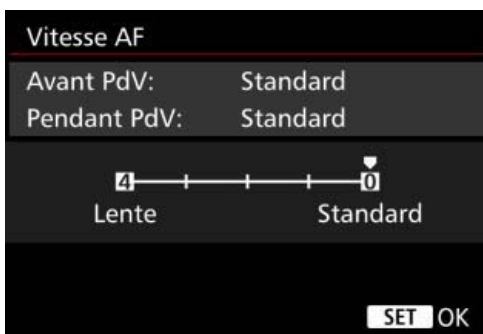 Vitesse AF
Avant PdV: Standard
Pendant PdV: Standard
4 0
Lente Standard
SET OK